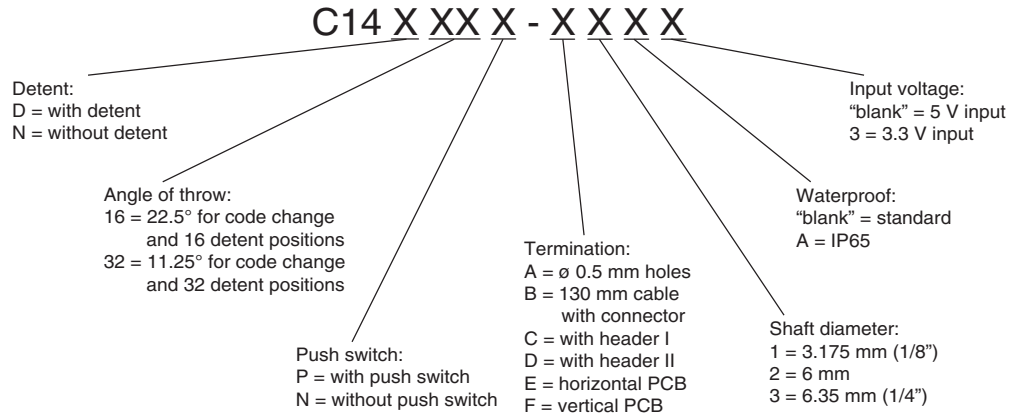 C14 X XX X - X X X X
Detent:
D = with detent
N = without detent
Angle of throw:
16 = 22.5° for code change
and 16 detent positions
32 = 11.25° for code change
and 32 detent positions
Push switch:
P = with push switch
N = without push switch
Termination:
A = ø 0.5 mm holes
B = 130 mm cable
with connector
C = with header I
D = with header II
E = horizontal PCB
F = vertical PCB
Shaft diameter:
1 = 3.175 mm (1/8”)
2 = 6 mm
3 = 6.35 mm (1/4”)
Waterproof:
“blank” = standard
A = IP65
Input voltage:
“blank” = 5 V input
3 = 3.3 V input